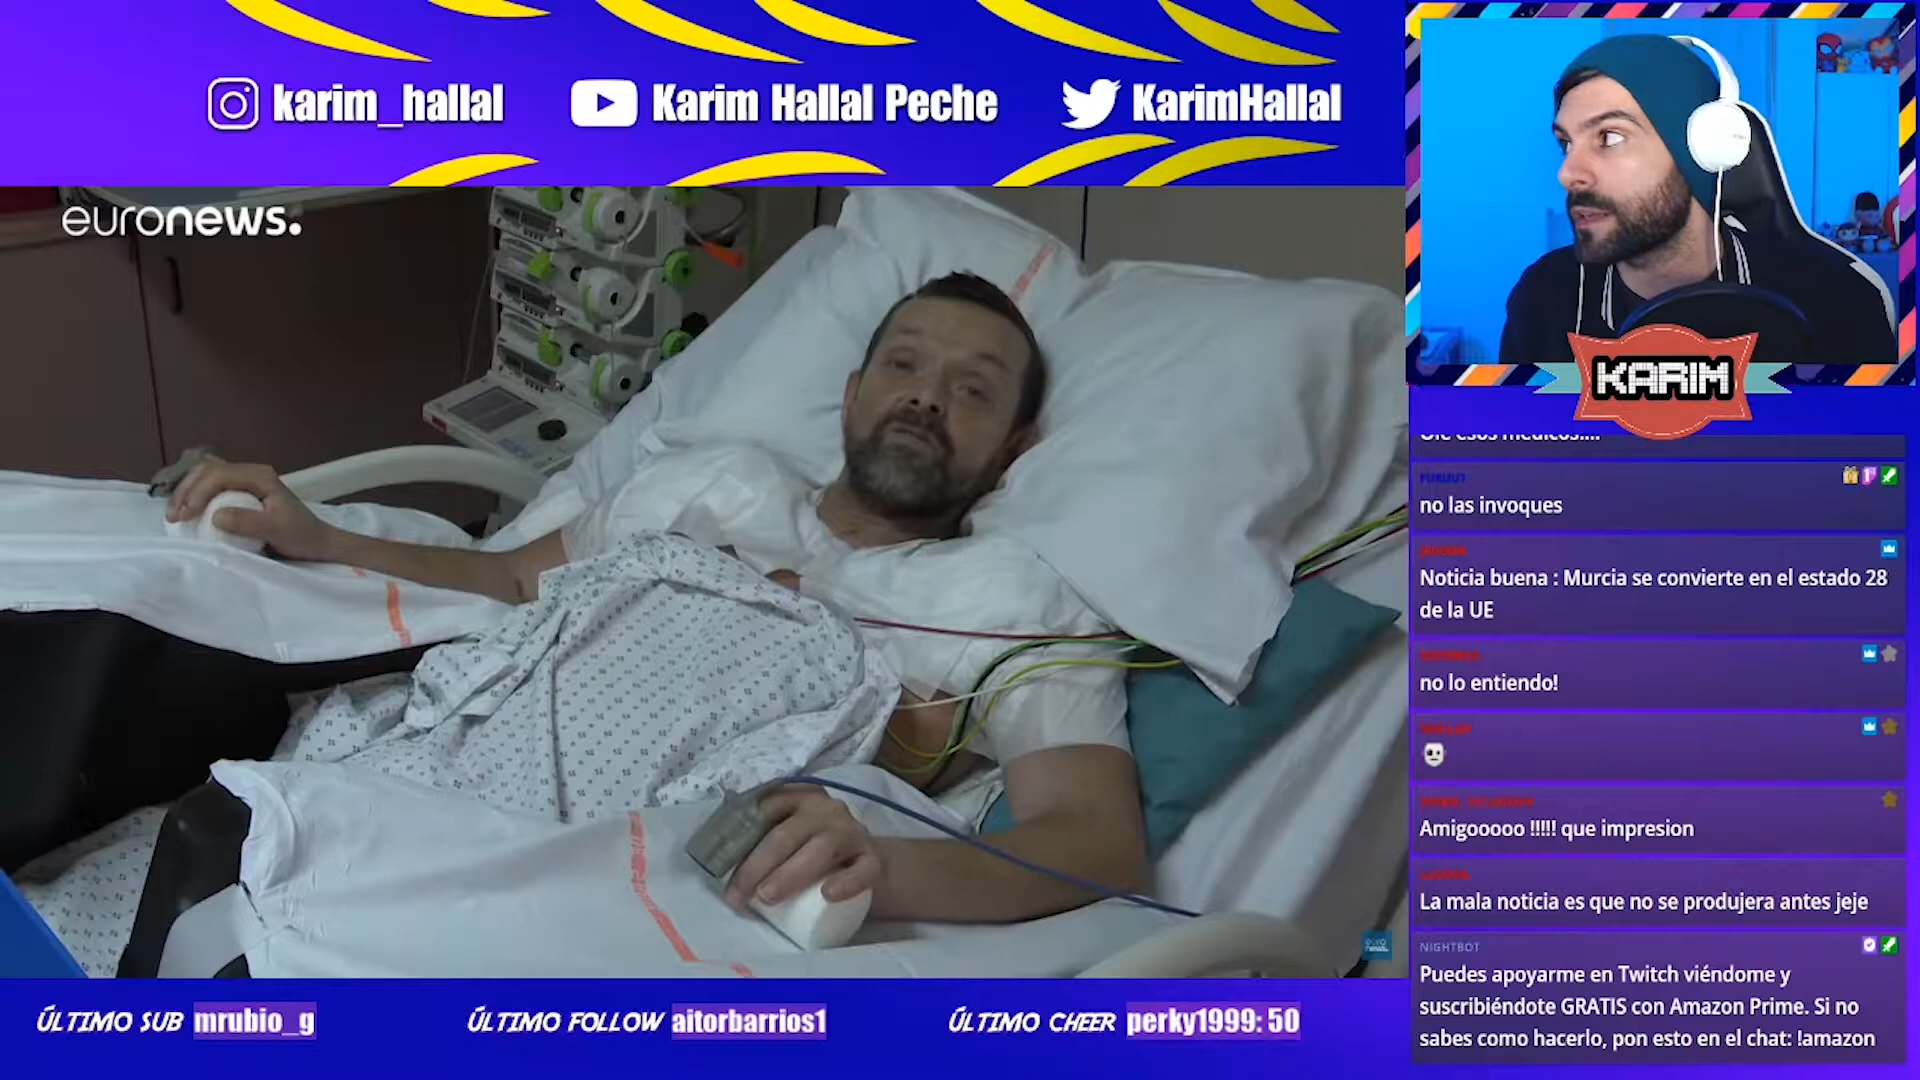 karim_hallal
Karim Hallal Peche
KarimHallal
euronews.
KARIM
no las invoques
Noticia buena : Murcia se convierte en el estado 28
de la UE
no lo entiendo!
Amigooooo !!!!! que impresion
La mala noticia es que no se produjera antes jeje
NIGHTBOT
Puedes apoyarme en Twitch viéndome y
suscribiéndote GRATIS con Amazon Prime. Si no
sabes como hacerlo, pon esto en el chat: !amazon
euro
news.
ÚLTIMO SUB mrubio_g
ÚLTIMO FOLLOW aitorbarrios1
ÚLTIMO CHEER perky1999: 50